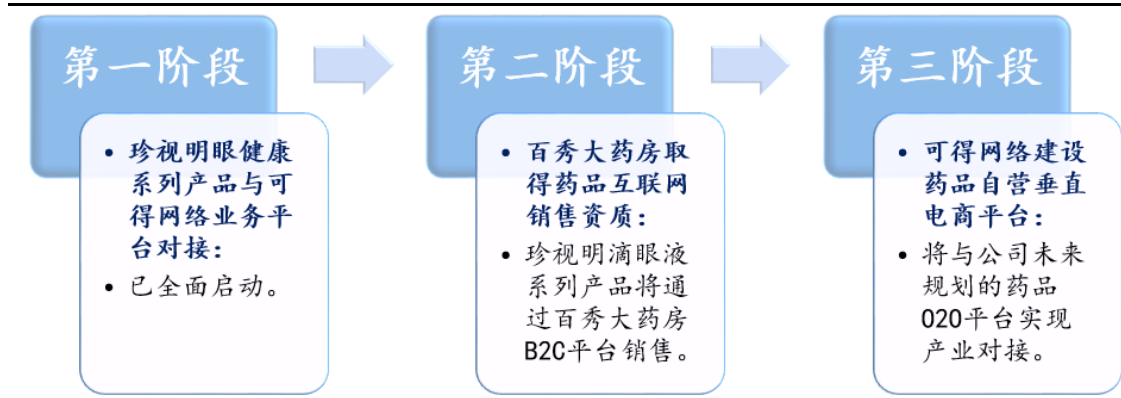 第一阶段
• 珍视明眼健康
系列产品与可
得网络业务平
台对接：
• 已全面启动。
第二阶段
• 百秀大药房取
得药品互联网
销售资质：
• 珍视明滴眼液
系列产品将通
过百秀大药房
B2C平台销售。
第三阶段
• 可得网络建设
药品自营垂直
电商平台：
• 将与公司未来
规划的药品
O2O平台实现
产业对接。